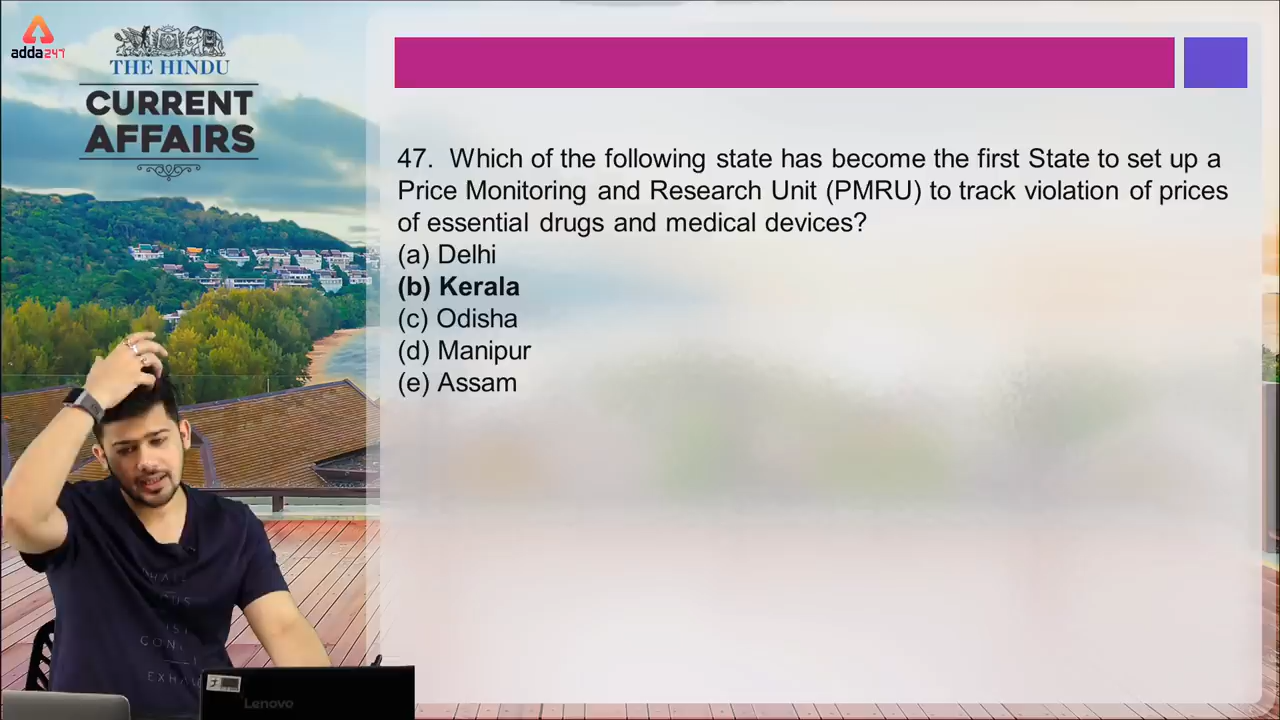 adda247
THE HINDU
CURRENT
AFFAIRS
47. Which of the following state has become the first State to set up a
Price Monitoring and Research Unit (PMRU) to track violation of prices
of essential drugs and medical devices?
(a) Delhi
(b) Kerala
(c) Odisha
(d) Manipur
(e) Assam
Lenovo